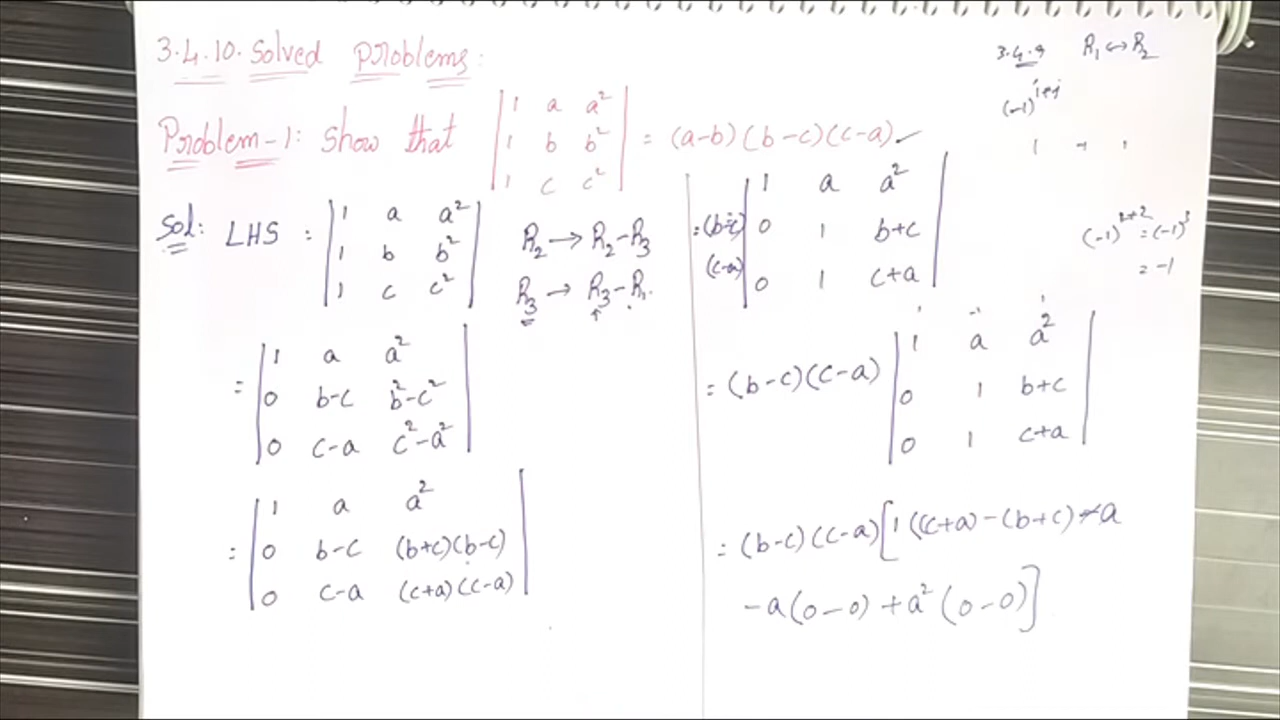 3.4.10. Solved Problems:
Problem-1: Show that | 1 a a² | = (a-b)(b-c)(c-a)
| 1 b b² |
| 1 c c² |
Sol: LHS = | 1 a a² |
| 1 b b² | R₂ → R₂-R₃
| 1 c c² | R₃ → R₃-R₁.
= | 1 a a² |
| 0 b-c b²-c² |
| 0 c-a c²-a² |
= | 1 a a² |
| 0 b-c (b+c)(b-c) |
| 0 c-a (c+a)(c-a) |
= (b-c) (c-a) | 1 a a² |
| 0 1 b+c |
| 0 1 c+a |
= (b-c)(c-a) | 1 a a² |
| 0 1 b+c |
| 0 1 c+a |
= (b-c)(c-a)[1((c+a)-(b+c) a
-a(0-0)+a²(0-0)]
3.4.9 R₁↔R₂
(-1)^i+j
(-1)^2+2 = (-1)³
= -1